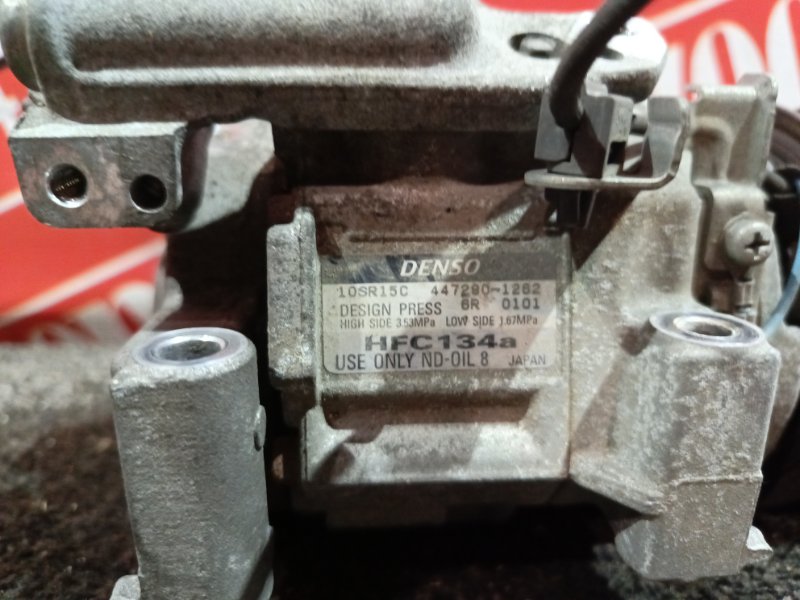 DENSO
10SR15C 447290-1262
DESIGN PRESS 6R 0101
HIGH SIDE 3.53MPa LOW SIDE 1.67MPa
HFC134a
USE ONLY ND-OIL 8 JAPAN